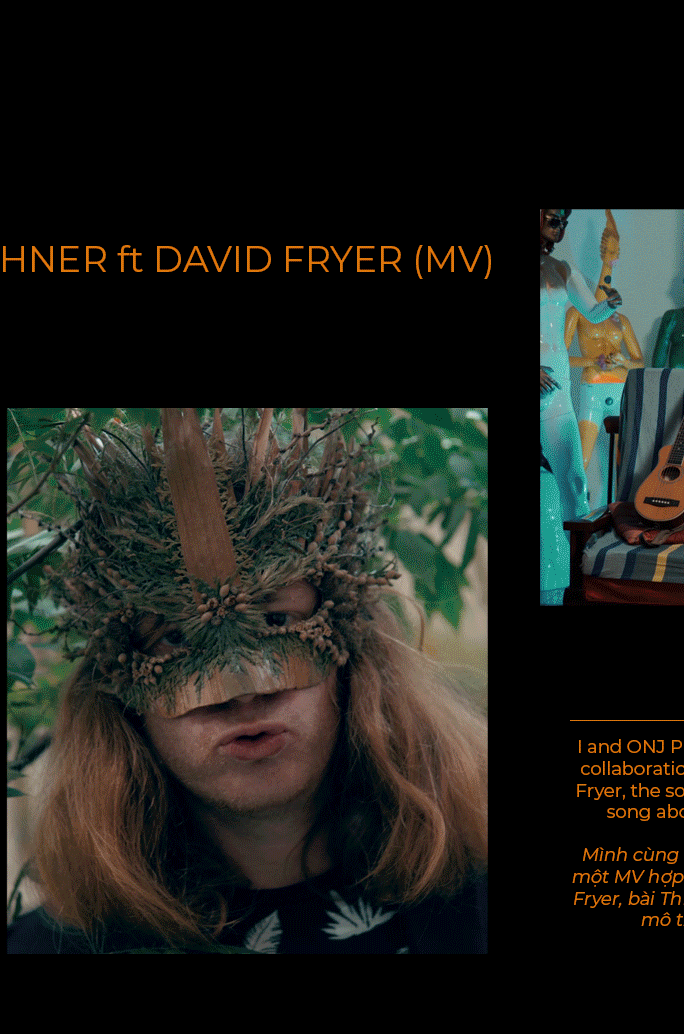 HNER ft DAVID FRYER (MV)
I and ONJ P
collaboratio
Fryer, the so
song abo
Mình cùng
một MV hợp
Fryer, bài Th
mô t